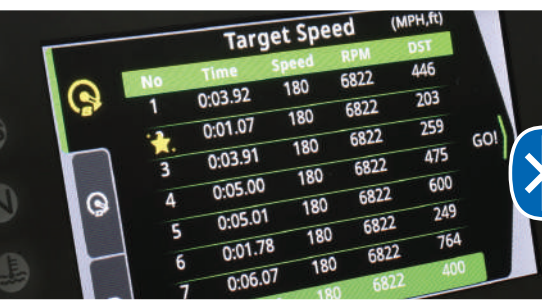 Target Speed (MPH,ft)
No Time Speed RPM DST
1 0:03.92 180 6822 446
0:01.07 180 6822 203
3 0:03.91 180 6822 259
GO!
4 0:05.00 180 6822 475
5 0:05.01 180 6822 600
6 0:01.78 180 6822 249
7 0:06.07 180 6822 764
180 6822 400
N